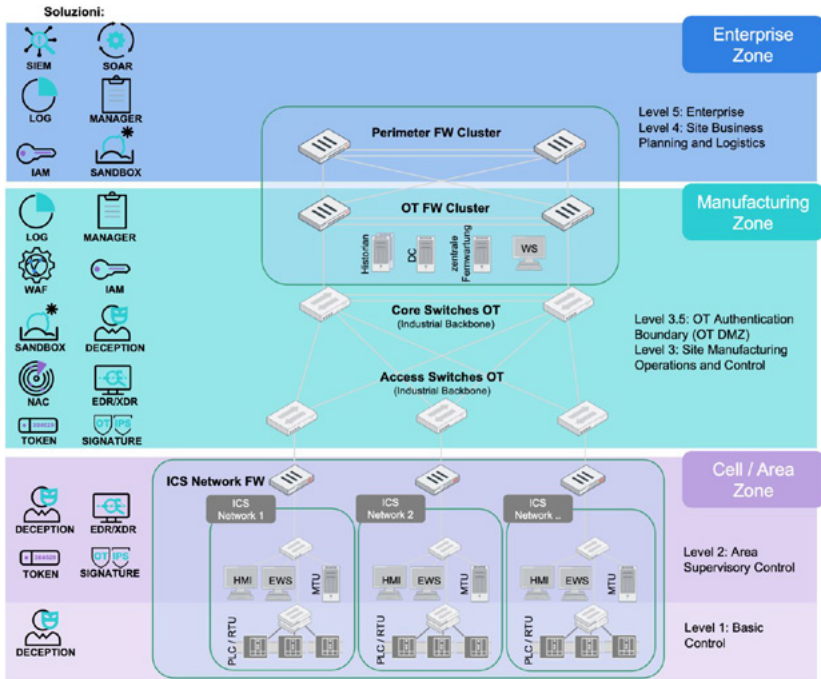 Soluzioni:
SIEM
SOAR
LOG
MANAGER
IAM
SANDBOX
Enterprise
Zone
Perimeter FW Cluster
Level 5: Enterprise
Level 4: Site Business
Planning and Logistics
LOG
MANAGER
WAF
IAM
SANDBOX
DECEPTION
NAC
EDR/XDR
TOKEN
OT IPS
SIGNATURE
Manufacturing
Zone
OT FW Cluster
Historian
DC
zentrale
Fernwartung
WS
Core Switches OT
(Industrial Backbone)
Access Switches OT
(Industrial Backbone)
Level 3.5: OT Authentication
Boundary (OT DMZ)
Level 3: Site Manufacturing
Operations and Control
DECEPTION
EDR/XDR
TOKEN
OT IPS
SIGNATURE
DECEPTION
Cell / Area
Zone
ICS Network FW
ICS
Network 1
HMI
EWS
MTU
PLC / RTU
ICS
Network 2
HMI
EWS
MTU
PLC / RTU
ICS
Network ..
HMI
EWS
MTU
PLC / RTU
Level 2: Area
Supervisory Control
Level 1: Basic
Control